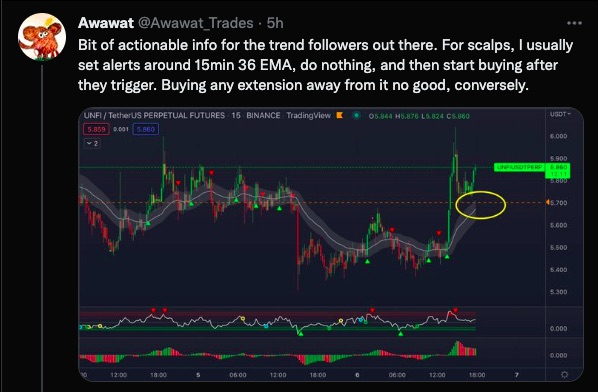 Awawat @Awawat_Trades · 5h
Bit of actionable info for the trend followers out there. For scalps, I usually
set alerts around 15min 36 EMA, do nothing, and then start buying after
they trigger. Buying any extension away from it no good, conversely.
UNFI / TetherUS PERPETUAL FUTURES · 15 · BINANCE · TradingView O5.844 H5.876 L5.824 C5.860
USDT
5.859 0.001 5.860
2
6.000
5.900
UNFIUSDTPERP 5.860
12:11
5.800
5.700
5.600
5.500
5.400
5.300
0.000
0.000
12:00 18:00 5 06:00 12:00 18:00 6 06:00 12:00 18:00 7